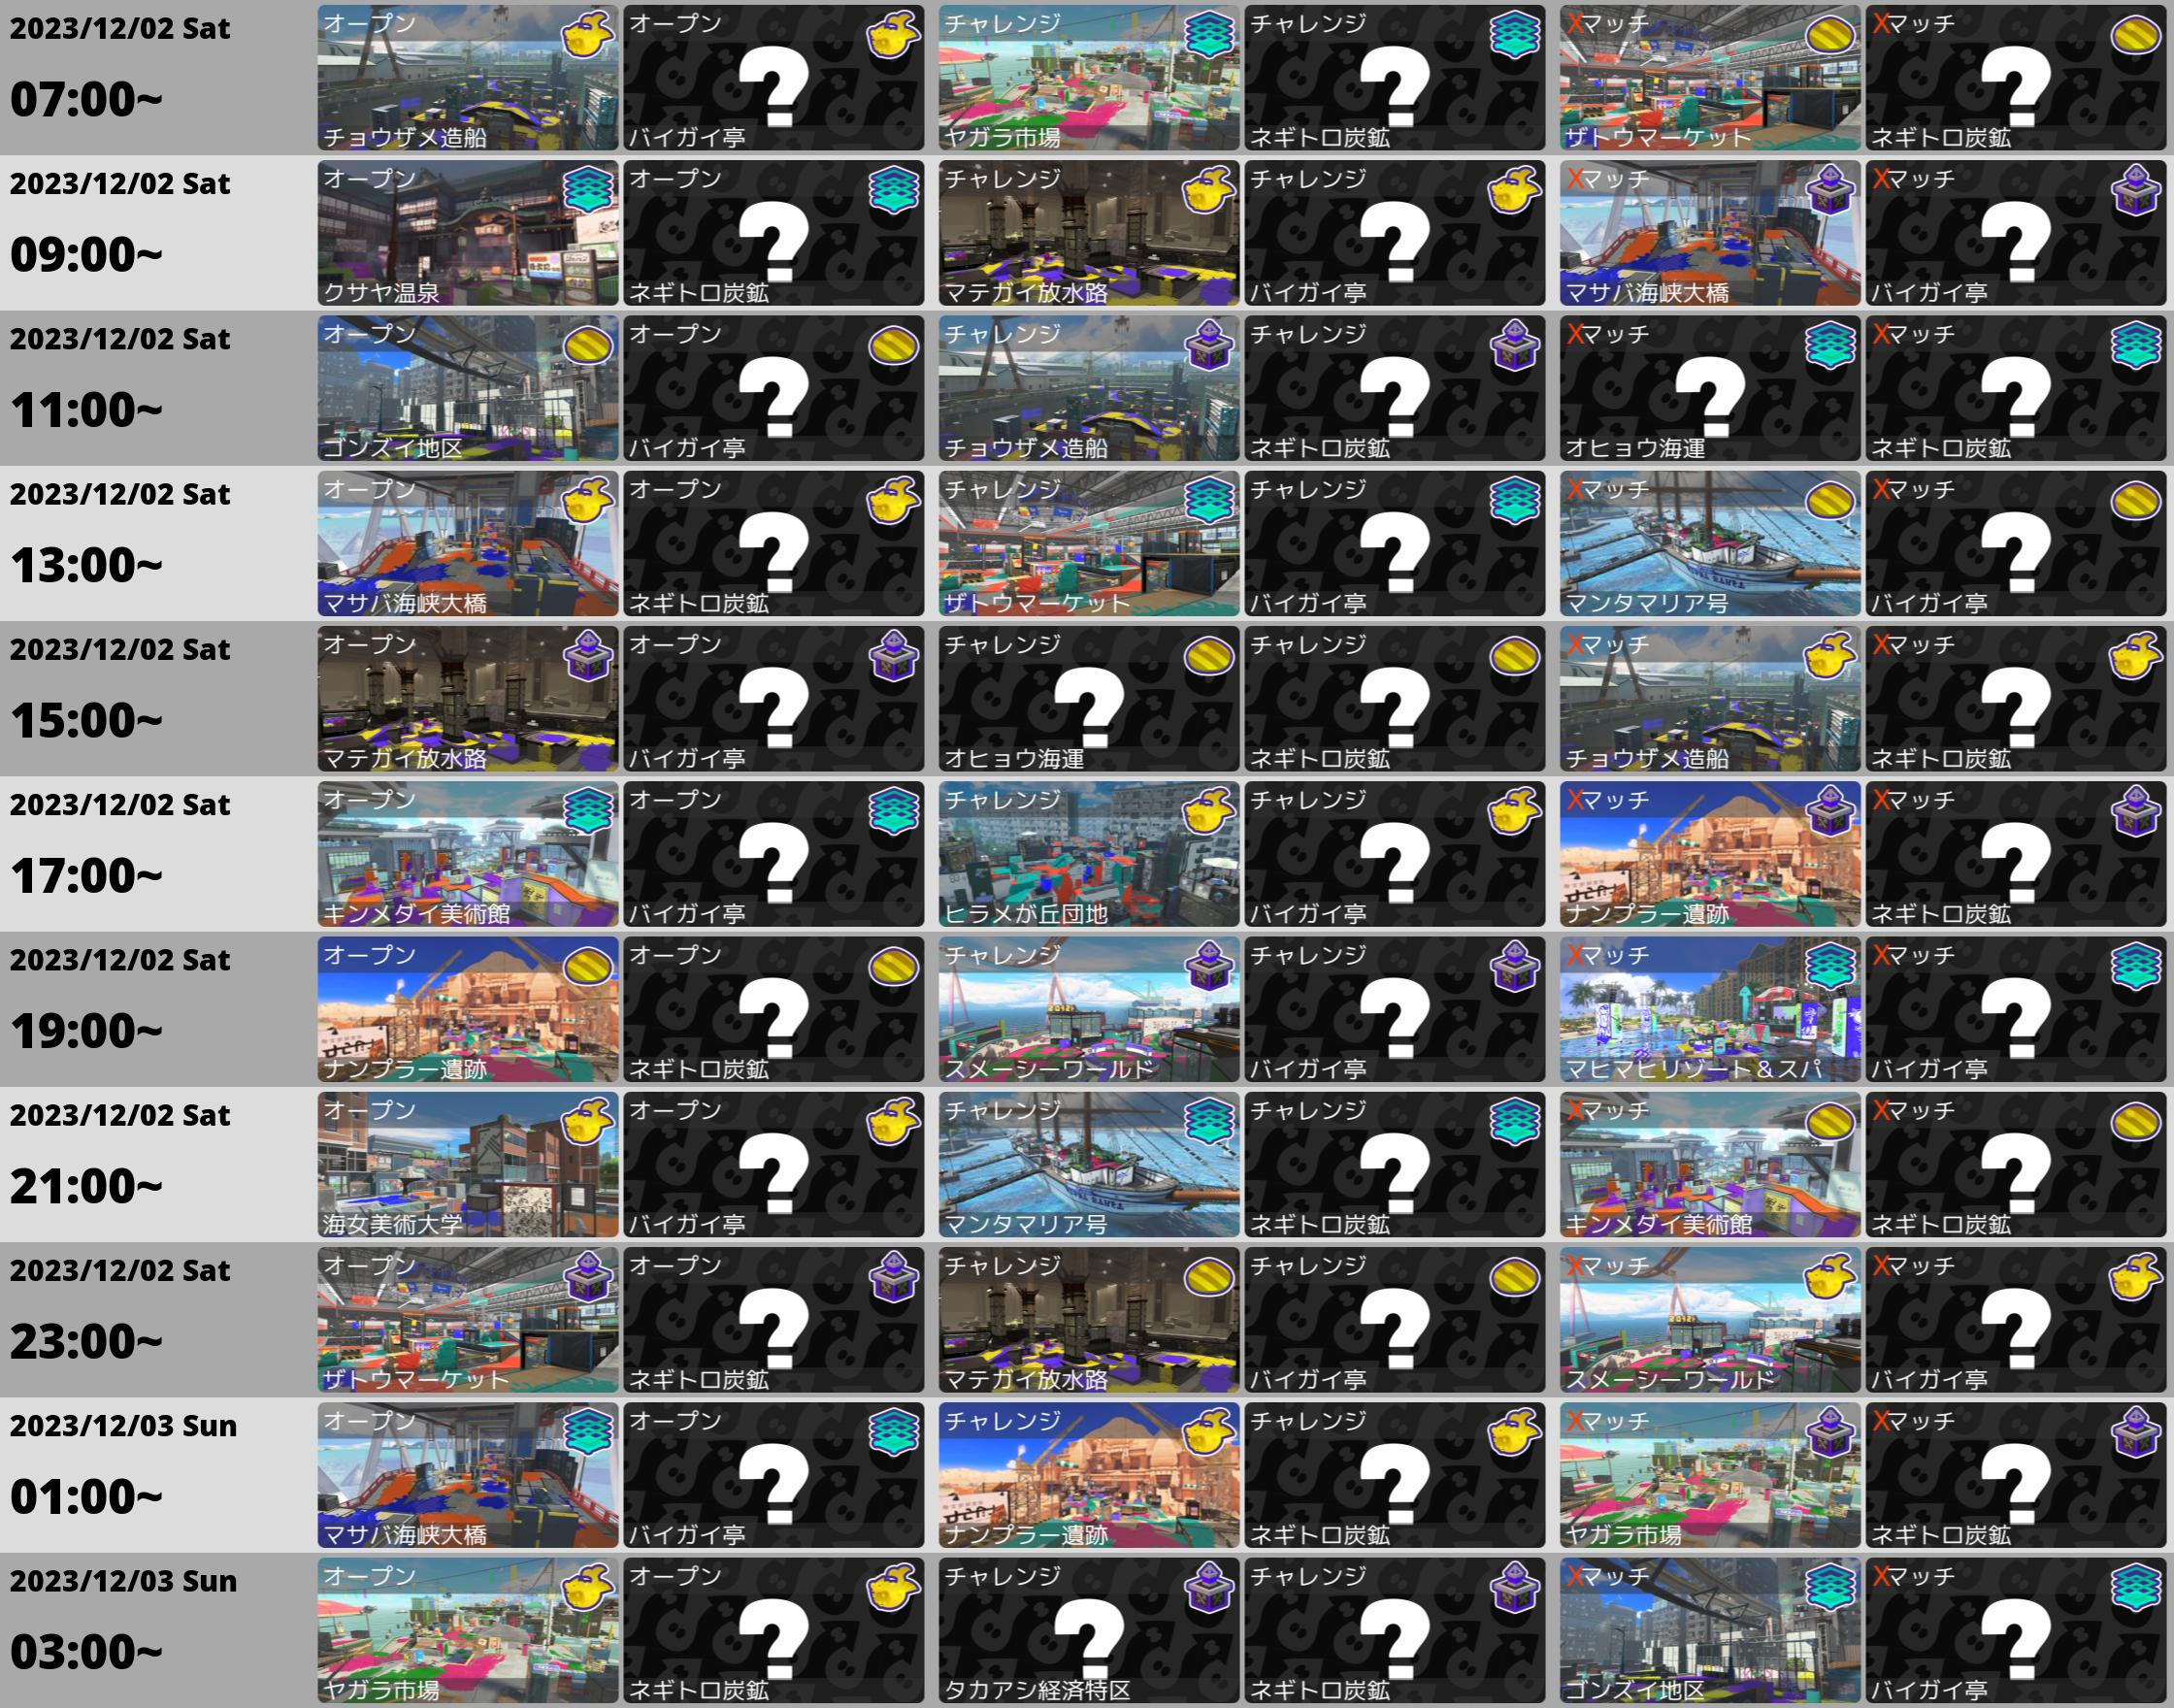 2023/12/02 Sat
07:00~
オープン
チョウザメ造船
オープン
バイガイ亭
チャレンジ
ヤガラ市場
チャレンジ
ネギトロ炭鉱
Xマッチ
ザトウマーケット
Xマッチ
ネギトロ炭鉱
2023/12/02 Sat
09:00~
オープン
クサヤ温泉
オープン
ネギトロ炭鉱
チャレンジ
マテガイ放水路
チャレンジ
バイガイ亭
Xマッチ
マサバ海峡大橋
Xマッチ
バイガイ亭
2023/12/02 Sat
11:00~
オープン
ゴンズイ地区
オープン
バイガイ亭
チャレンジ
チョウザメ造船
チャレンジ
ネギトロ炭鉱
Xマッチ
オヒョウ海運
Xマッチ
ネギトロ炭鉱
2023/12/02 Sat
13:00~
オープン
マサバ海峡大橋
オープン
ネギトロ炭鉱
チャレンジ
ザトウマーケット
チャレンジ
バイガイ亭
Xマッチ
マンタマリア号
Xマッチ
バイガイ亭
2023/12/02 Sat
15:00~
オープン
マテガイ放水路
オープン
バイガイ亭
チャレンジ
オヒョウ海運
チャレンジ
ネギトロ炭鉱
Xマッチ
チョウザメ造船
Xマッチ
ネギトロ炭鉱
2023/12/02 Sat
17:00~
オープン
キンメダイ美術館
オープン
バイガイ亭
チャレンジ
ヒラメが丘団地
チャレンジ
バイガイ亭
Xマッチ
ナンプラー遺跡
Xマッチ
ネギトロ炭鉱
2023/12/02 Sat
19:00~
オープン
ナンプラー遺跡
オープン
ネギトロ炭鉱
チャレンジ
スメーシーワールド
チャレンジ
バイガイ亭
Xマッチ
マヒマヒリゾート＆スパ
Xマッチ
バイガイ亭
2023/12/02 Sat
21:00~
オープン
海女美術大学
オープン
バイガイ亭
チャレンジ
マンタマリア号
チャレンジ
ネギトロ炭鉱
Xマッチ
キンメダイ美術館
Xマッチ
ネギトロ炭鉱
2023/12/02 Sat
23:00~
オープン
ザトウマーケット
オープン
ネギトロ炭鉱
チャレンジ
マテガイ放水路
チャレンジ
バイガイ亭
Xマッチ
スメーシーワールド
Xマッチ
バイガイ亭
2023/12/03 Sun
01:00~
オープン
マサバ海峡大橋
オープン
バイガイ亭
チャレンジ
ナンプラー遺跡
チャレンジ
ネギトロ炭鉱
Xマッチ
ヤガラ市場
Xマッチ
ネギトロ炭鉱
2023/12/03 Sun
03:00~
オープン
ヤガラ市場
オープン
ネギトロ炭鉱
チャレンジ
タカアシ経済特区
チャレンジ
ネギトロ炭鉱
Xマッチ
ゴンズイ地区
Xマッチ
バイガイ亭